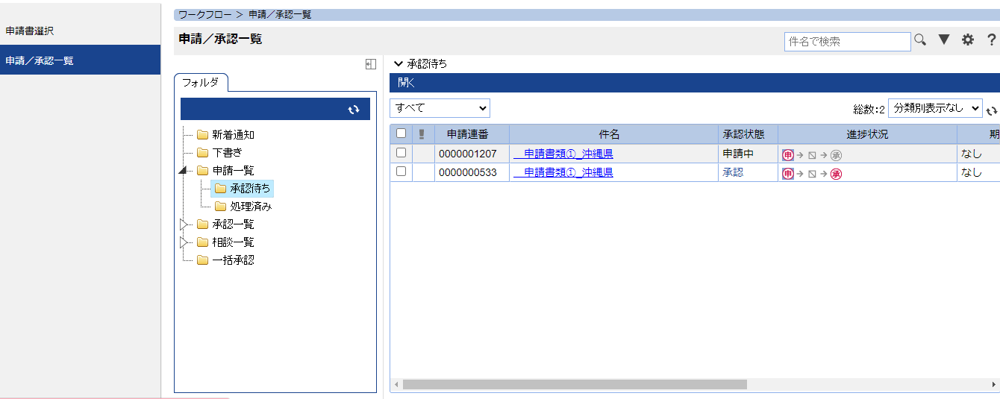 申請書選択
申請／承認一覧
ワークフロー ＞ 申請／承認一覧
申請／承認一覧
件名で検索
?
フォルダ
新着通知
下書き
申請一覧
承認待ち
処理済み
承認一覧
相談一覧
一括承認
承認待ち
開く
すべて
総数:2 分類別表示なし
! 申請連番 件名 承認状態 進捗状況 期
0000001207 _申請書類①_沖縄県 申請中 申 → → 承 なし
0000000533 _申請書類①_沖縄県 承認 申 → → 承 なし